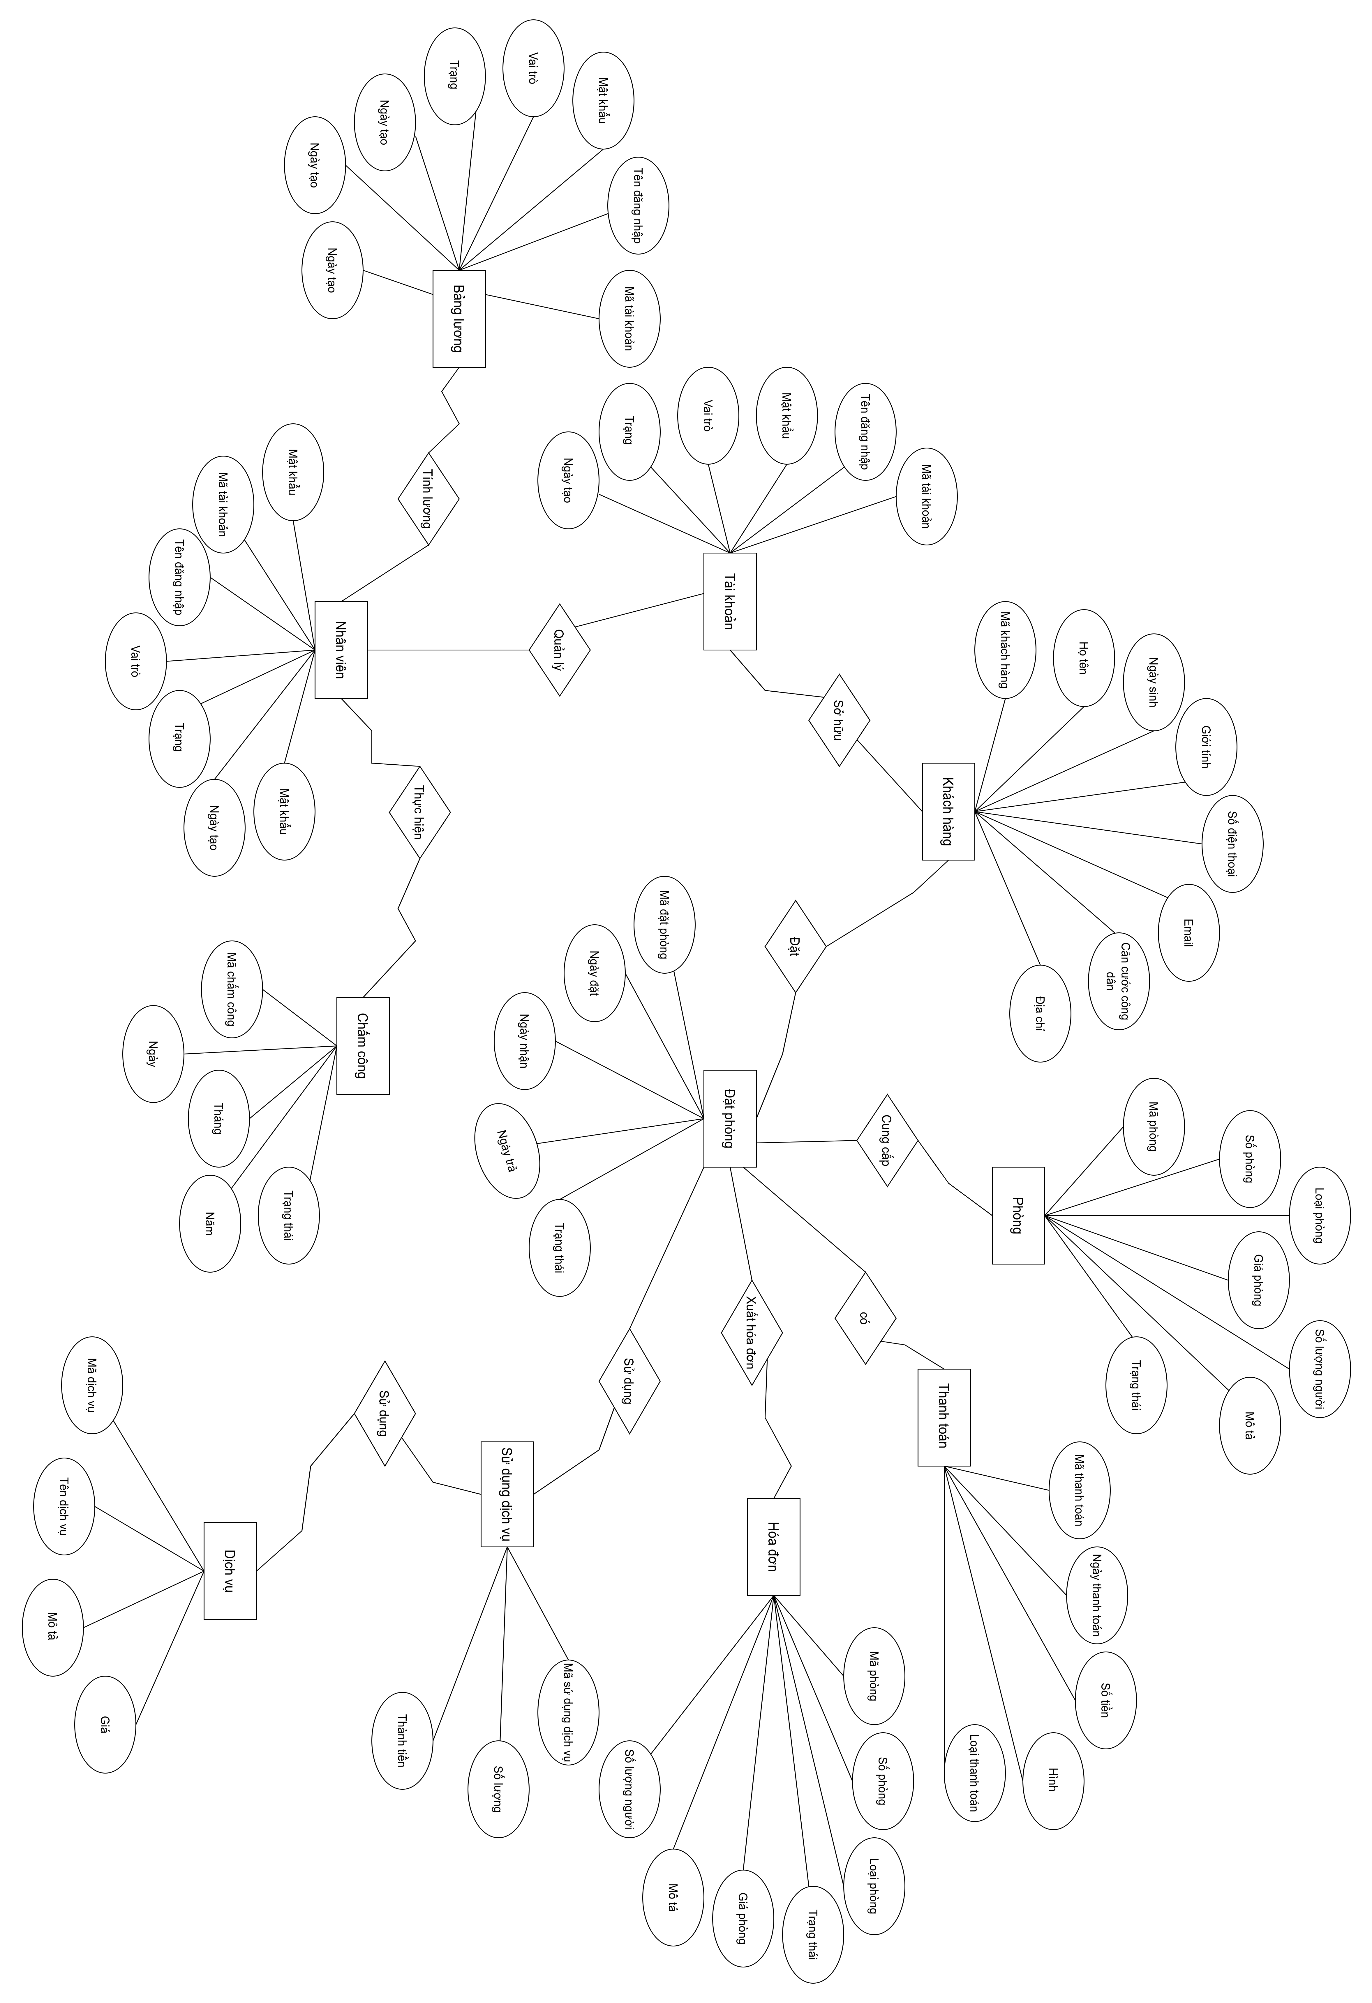 Bảng lương
Mã tài khoản
Tên đăng nhập
Mật khẩu
Vai trò
Trạng
Ngày tạo
Ngày tạo
Ngày tạo
Tính lương
Tài khoản
Mã tài khoản
Tên đăng nhập
Mật khẩu
Vai trò
Trạng
Ngày tạo
Nhân viên
Mật khẩu
Mã tài khoản
Tên đăng nhập
Vai trò
Trạng
Ngày tạo
Mật khẩu
Quản lý
Sở hữu
Khách hàng
Mã khách hàng
Họ tên
Ngày sinh
Giới tính
Số điện thoại
Email
Căn cước công
dân
Địa chỉ
Thực hiện
Chấm công
Mã chấm công
Ngày
Tháng
Năm
Trạng thái
Đặt
Đặt phòng
Mã đặt phòng
Ngày đặt
Ngày nhận
Ngày trả
Trạng thái
Cung cấp
Phòng
Mã phòng
Số phòng
Loại phòng
Giá phòng
Số lượng người
Mô tả
Trạng thái
có
Thanh toán
Mã thanh toán
Ngày thanh toán
Số tiền
Hình
Loại thanh toán
Xuất hóa đơn
Hóa đơn
Mã phòng
Số phòng
Loại phòng
Trạng thái
Giá phòng
Mô tả
Số lượng người
Sử dụng
Sử dụng dịch vụ
Mã sử dụng dịch vụ
Số lượng
Thành tiền
Sử dụng
Dịch vụ
Mã dịch vụ
Tên dịch vụ
Mô tả
Giá